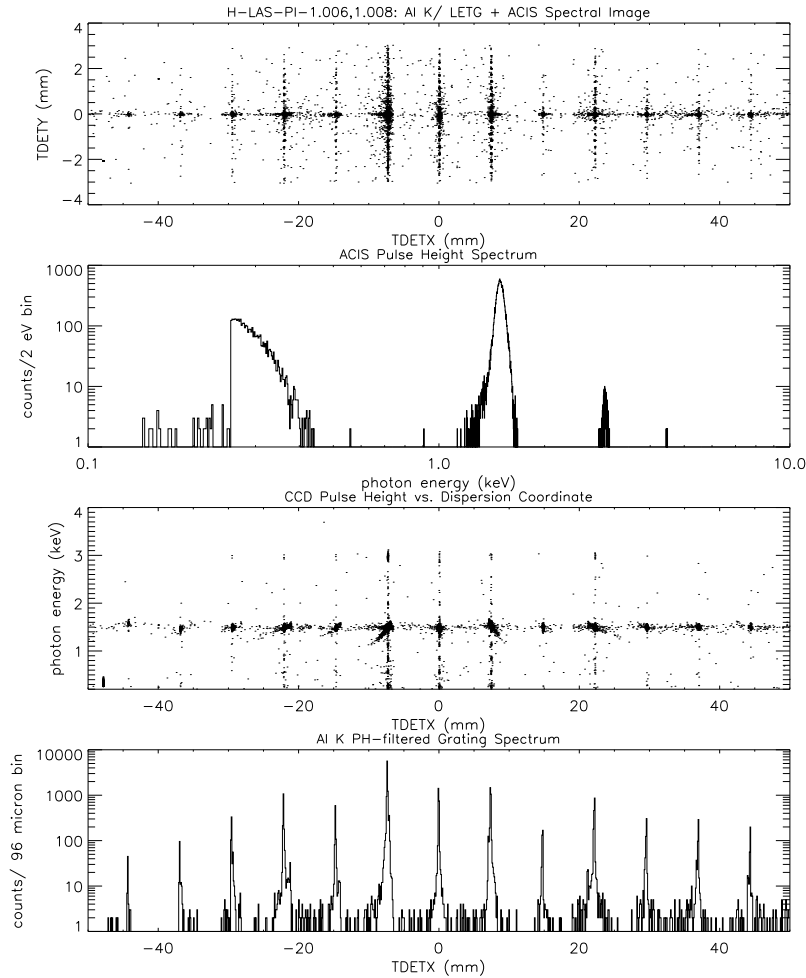 H-LAS-PI-1.006,1.008: Al K/ LETG + ACIS Spectral Image
4
2
0
-2
-4
TDETY (mm)
-40 -20 0 20 40
TDETX (mm)
ACIS Pulse Height Spectrum
1000
100
10
1
counts/2 eV bin
0.1 1.0 10.0
photon energy (keV)
CCD Pulse Height vs. Dispersion Coordinate
4
3
2
1
photon energy (keV)
-40 -20 0 20 40
TDETX (mm)
Al K PH-filtered Grating Spectrum
10000
1000
100
10
1
counts/ 96 micron bin
-40 -20 0 20 40
TDETX (mm)